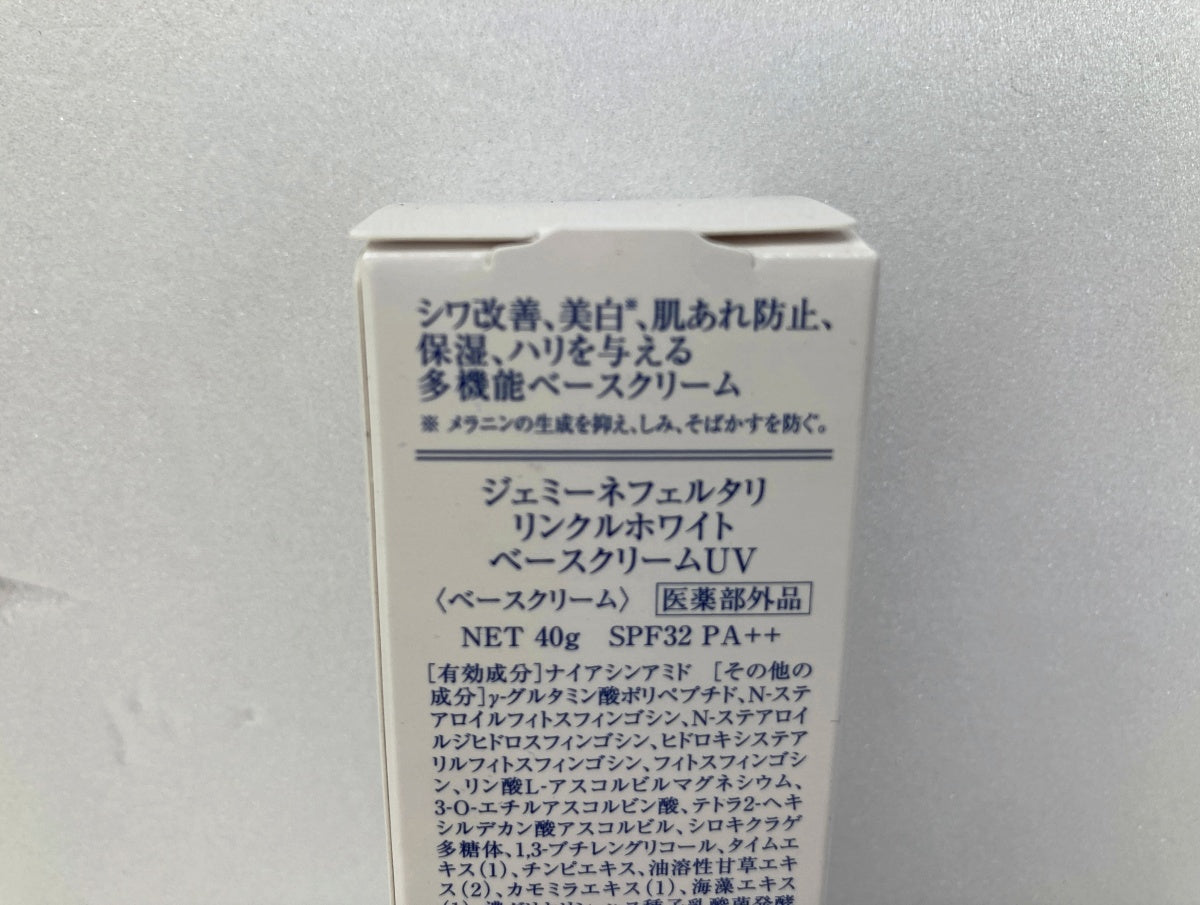 シワ改善、美白※、肌あれ防止、
保湿、ハリを与える
多機能ベースクリーム
※ メラニンの生成を抑え、しみ、そばかすを防ぐ。
ジェミーネフェルタリ
リンクルホワイト
ベースクリームUV
〈ベースクリーム〉 医薬部外品
NET 40g SPF32 PA++
[有効成分]ナイアシンアミド [その他の
成分]γ-グルタミン酸ポリペプチド、N-ステ
アロイルフィトスフィンゴシン、N-ステアロイ
ルジヒドロスフィンゴシン、ヒドロキシステア
リルフィトスフィンゴシン、フィトスフィンゴシ
ン、リン酸L-アスコルビルマグネシウム、
3-O-エチルアスコルビン酸、テトラ2-ヘキ
シルデカン酸アスコルビル、シロキクラゲ
多糖体、1,3-ブチレングリコール、タイムエ
キス(1)、チンピエキス、油溶性甘草エキ
ス(2)、カモミラエキス(1)、海藻エキス